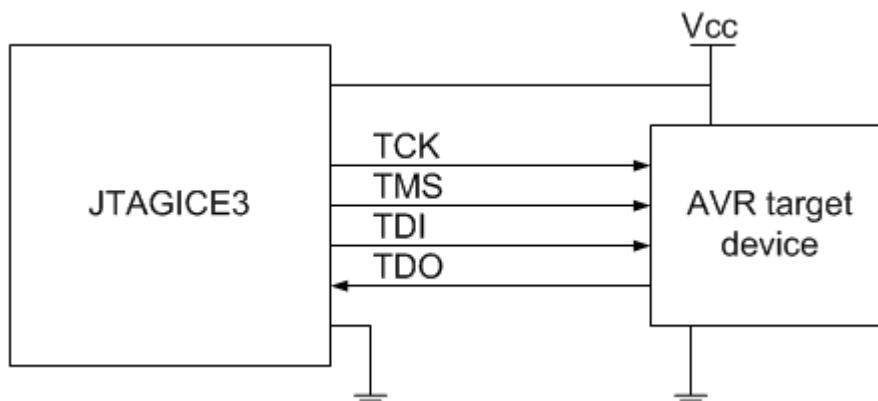 Vcc
TCK
TMS
JTAGICE3
AVR target
device
TDI
TDO